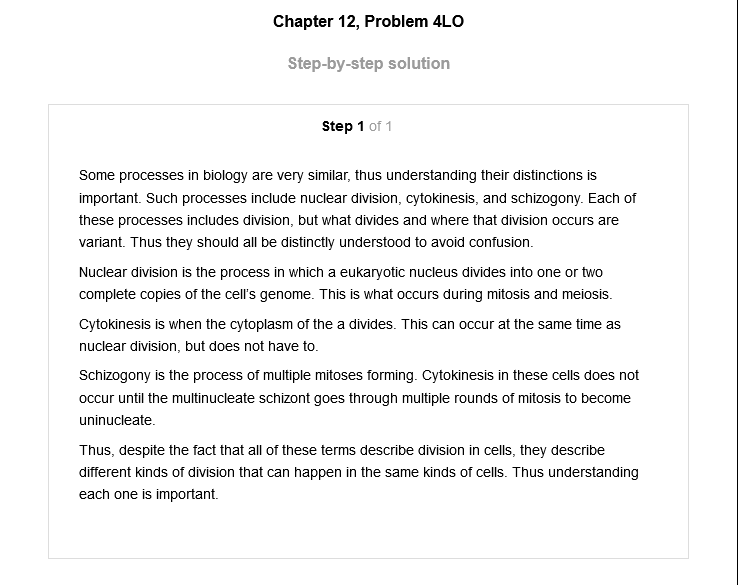 Chapter 12, Problem 4LO
Step-by-step solution
Step 1 of 1
Some processes in biology are very similar, thus understanding their distinctions is
important. Such processes include nuclear division, cytokinesis, and schizogony. Each of
these processes includes division, but what divides and where that division occurs are
variant. Thus they should all be distinctly understood to avoid confusion.
Nuclear division is the process in which a eukaryotic nucleus divides into one or two
complete copies of the cell's genome. This is what occurs during mitosis and meiosis.
Cytokinesis is when the cytoplasm of the a divides. This can occur at the same time as
nuclear division, but does not have to.
Schizogony is the process of multiple mitoses forming. Cytokinesis in these cells does not
occur until the multinucleate schizont goes through multiple rounds of mitosis to become
uninucleate.
Thus, despite the fact that all of these terms describe division in cells, they describe
different kinds of division that can happen in the same kinds of cells. Thus understanding
each one is important.